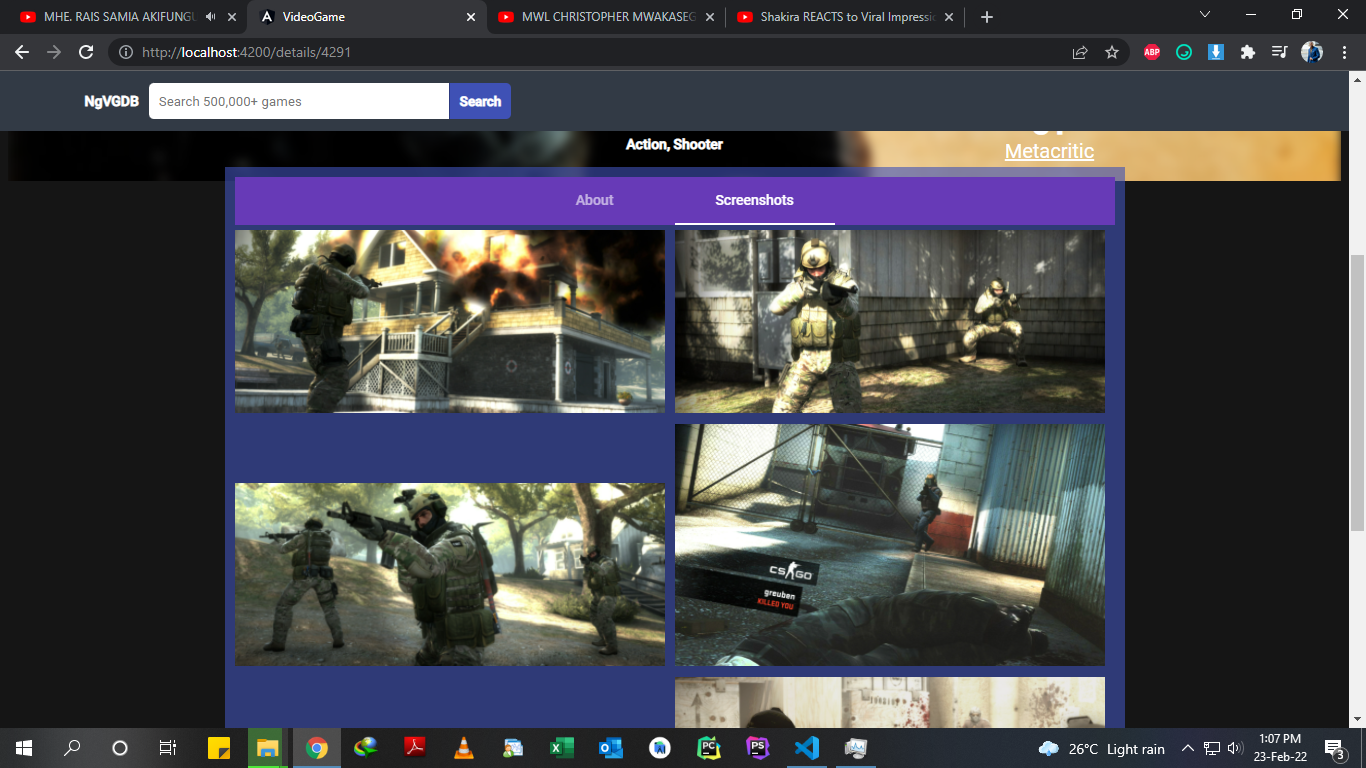 MHE. RAIS SAMIA AKIFUNGU
VideoGame
MWL CHRISTOPHER MWAKASEG
Shakira REACTS to Viral Impressi
http://localhost:4200/details/4291
ABP
NgVGDB
Search 500,000+ games
Search
Action, Shooter
Metacritic
About
Screenshots
CS GO
greuben
KILLED YOU
26°C Light rain
1:07 PM
23-Feb-22
3